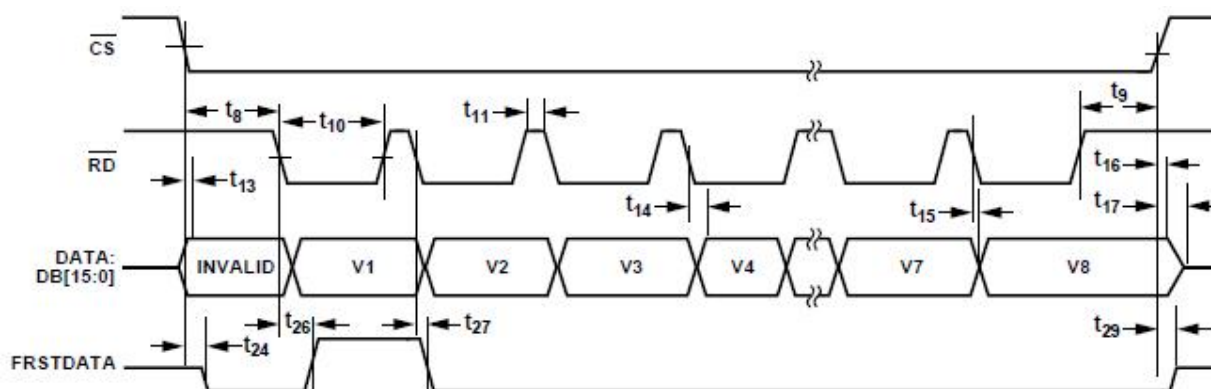 CS
t8
t10
t11
t9
RD
t13
t14
t15
t16
t17
DATA:
DB[15:0]
INVALID
V1
V2
V3
V4
V7
V8
t24
t26
t27
t29
FRSTDATA